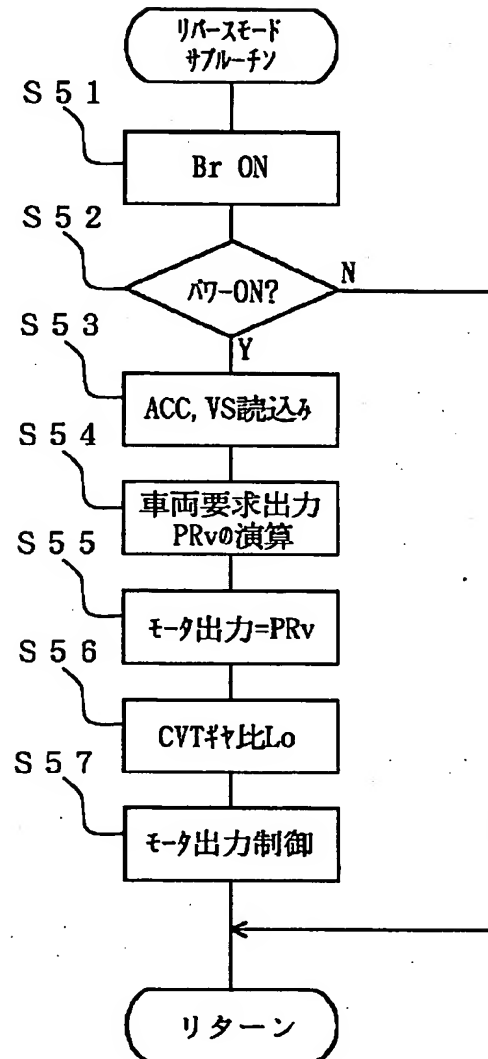 リバースモード
サブルーチン
S51
Br ON
S52
パワーON?
N
Y
S53
ACC, VS読込み
S54
車両要求出力
PRvの演算
S55
モータ出力=PRv
S56
CVTギヤ比Lo
S57
モータ出力制御
リターン